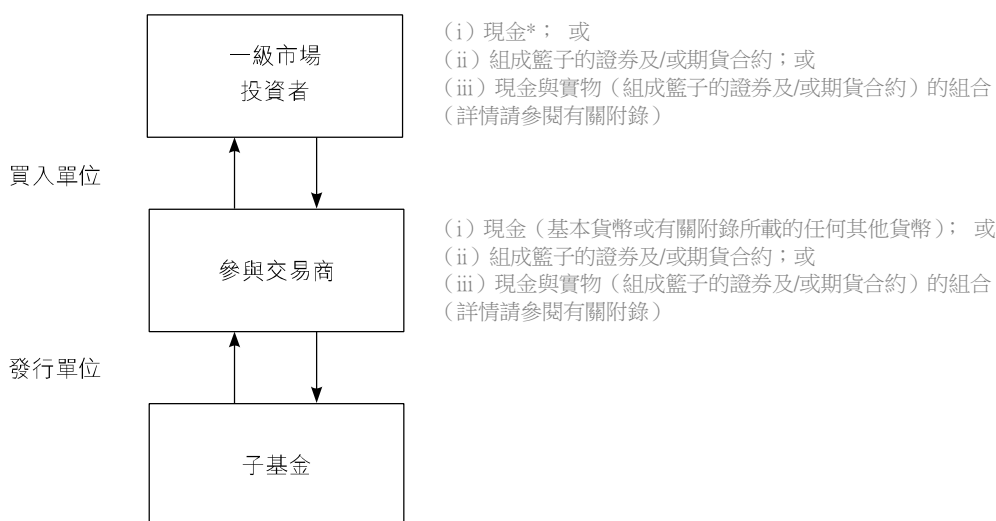 一級市場
投資者
(i) 現金*； 或
(ii) 組成籃子的證券及/或期貨合約；或
(iii) 現金與實物（組成籃子的證券及/或期貨合約）的組合
（詳情請參閱有關附錄）
買入單位
參與交易商
(i) 現金（基本貨幣或有關附錄所載的任何其他貨幣）； 或
(ii) 組成籃子的證券及/或期貨合約；或
(iii) 現金與實物（組成籃子的證券及/或期貨合約）的組合
（詳情請參閱有關附錄）
發行單位
子基金